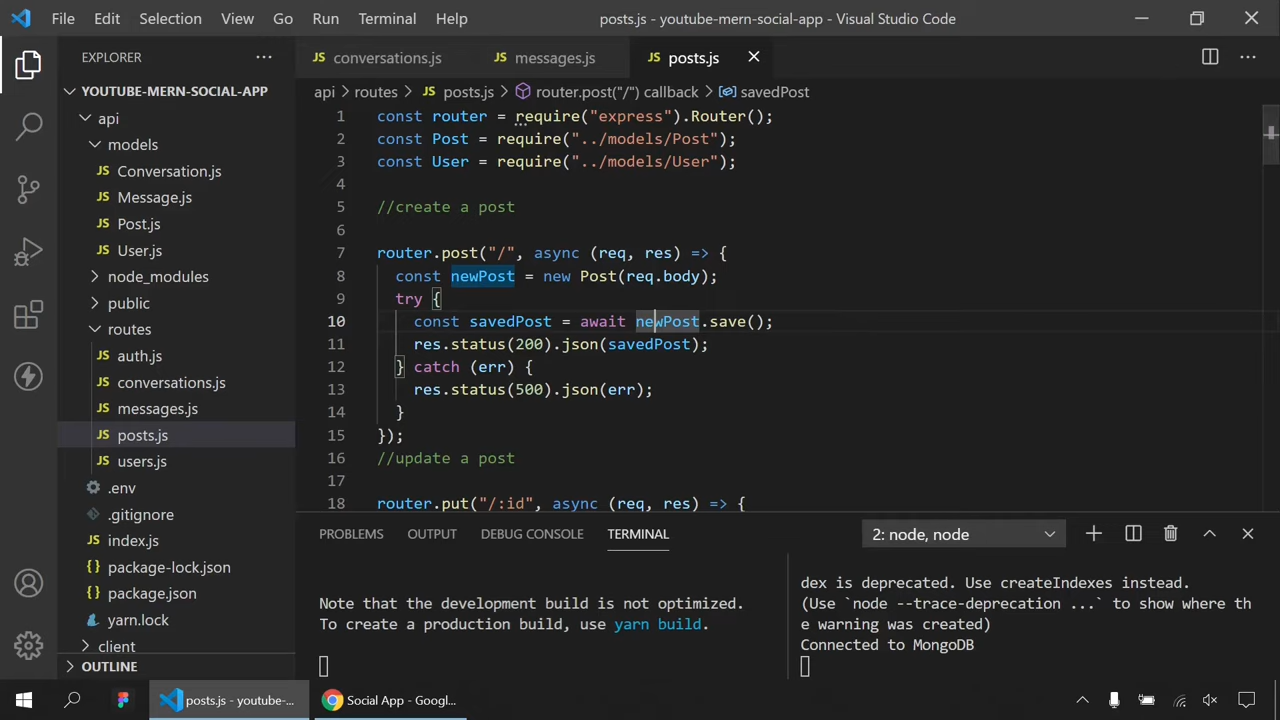 File Edit Selection View Go Run Terminal Help
posts.js - youtube-mern-social-app - Visual Studio Code
EXPLORER
YOUTUBE-MERN-SOCIAL-APP
api
models
JS Conversation.js
JS Message.js
JS Post.js
JS User.js
node_modules
public
routes
JS auth.js
JS conversations.js
JS messages.js
JS posts.js
JS users.js
.env
.gitignore
JS index.js
package-lock.json
package.json
yarn.lock
client
OUTLINE
JS conversations.js JS messages.js JS posts.js
api > routes > JS posts.js > router.post("/") callback > savedPost
1 const router = require("express").Router();
2 const Post = require("../models/Post");
3 const User = require("../models/User");
4
5 //create a post
6
7 router.post("/", async (req, res) => {
8 const newPost = new Post(req.body);
9 try {
10 const savedPost = await newPost.save();
11 res.status(200).json(savedPost);
12 } catch (err) {
13 res.status(500).json(err);
14 }
15 });
16 //update a post
17
18 router.put("/:id", async (req, res) => {
PROBLEMS OUTPUT DEBUG CONSOLE TERMINAL 2: node, node
Note that the development build is not optimized.
To create a production build, use yarn build.
dex is deprecated. Use createIndexes instead.
(Use `node --trace-deprecation ...` to show where th
e warning was created)
Connected to MongoDB
posts.js - youtube-... Social App - Googl...